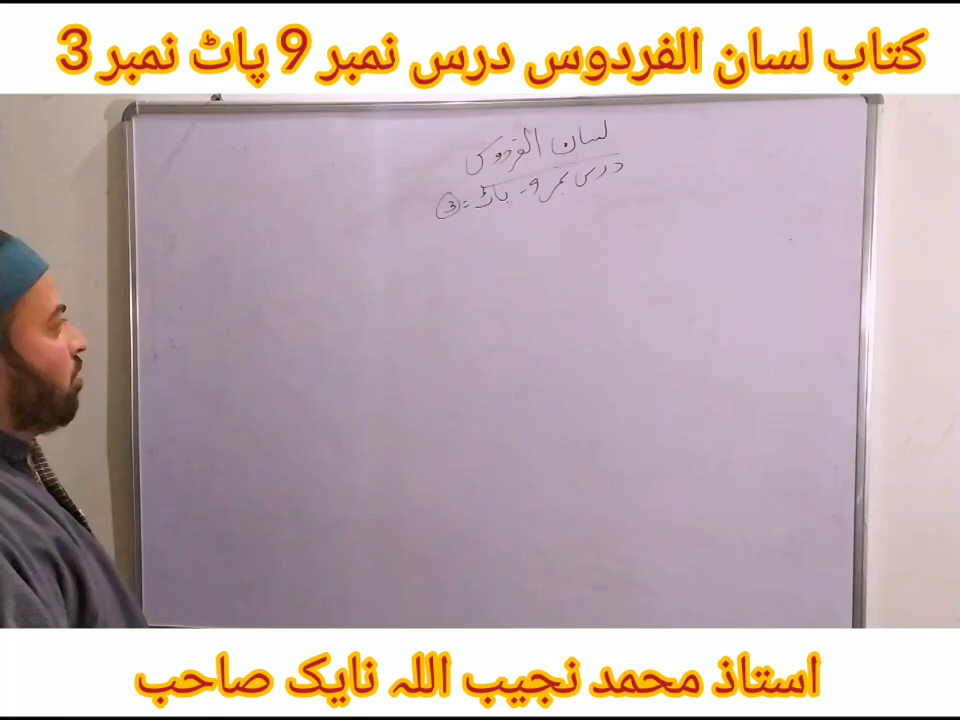 کتاب لسان الفردوس درس نمبر 9 پاٹ نمبر 3
لسان الفردوس
درس نمبر ۹- پاٹ = 3
استاذ محمد نجیب اللہ نایک صاحب